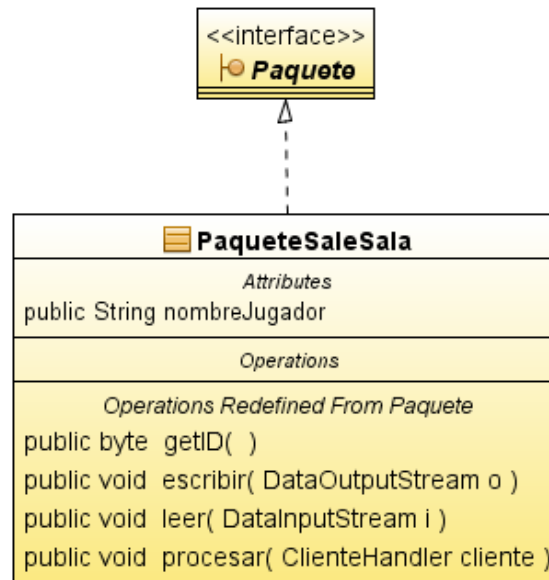 <<interface>>
Paquete
PaqueteSaleSala
Attributes
public String nombreJugador
Operations
Operations Redefined From Paquete
public byte getID( )
public void escribir( DataOutputStream o )
public void leer( DataInputStream i )
public void procesar( ClienteHandler cliente )